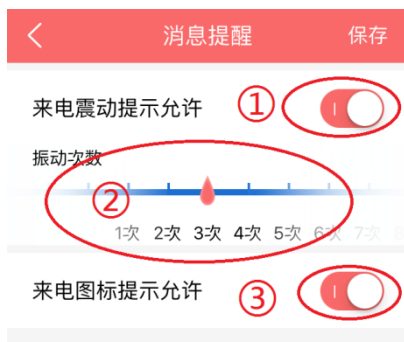 消息提醒 保存
来电震动提示允许 ①
振动次数
②
1次 2次 3次 4次 5次 6次 7次
来电图标提示允许 ③